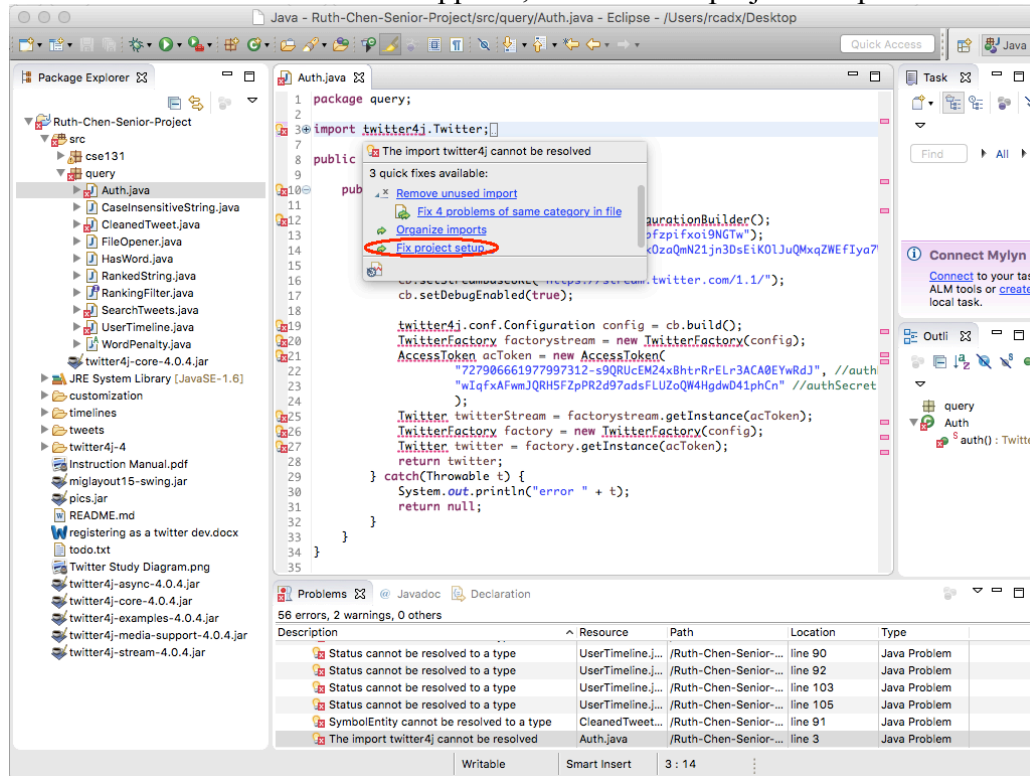 Java - Ruth-Chen-Senior-Project/src/query/Auth.java - Eclipse - /Users/rcadx/Desktop
Quick Access
Java
Package Explorer
Ruth-Chen-Senior-Project
src
cse131
query
Auth.java
CaseInsensitiveString.java
CleanedTweet.java
FileOpener.java
HasWord.java
RankedString.java
RankingFilter.java
SearchTweets.java
UserTimeline.java
WordPenalty.java
twitter4j-core-4.0.4.jar
JRE System Library [JavaSE-1.6]
customization
timelines
tweets
twitter4j-4
Instruction Manual.pdf
miglayout15-swing.jar
pics.jar
README.md
registering as a twitter dev.docx
todo.txt
Twitter Study Diagram.png
twitter4j-async-4.0.4.jar
twitter4j-core-4.0.4.jar
twitter4j-examples-4.0.4.jar
twitter4j-media-support-4.0.4.jar
twitter4j-stream-4.0.4.jar
Auth.java
1 package query;
2
3 import twitter4j.Twitter;
7
8 public
9
10 pub
11
12 gurationBuilder();
13 ofzpifxoi9NGTw");
14
15
16 cb.setStreamBaseURL("https://stream.twitter.com/1.1/");
17 cb.setDebugEnabled(true);
18
19 twitter4j.conf.Configuration config = cb.build();
20 TwitterFactory factorystream = new TwitterFactory(config);
21 AccessToken acToken = new AccessToken(
22 "727906661977997312-s9QRUcEM24xBhtrRrELr3ACA0EYwRdJ", //auth
23 "wIqfxAFwmJQRH5FZpPR2d97adsFLUZoQW4HgdwD41phCn" //authSecret
24 );
25 Twitter twitterStream = factorystream.getInstance(acToken);
26 TwitterFactory factory = new TwitterFactory(config);
27 Twitter twitter = factory.getInstance(acToken);
28 return twitter;
29 } catch(Throwable t) {
30 System.out.println("error " + t);
31 return null;
32 }
33 }
34 }
35
The import twitter4j cannot be resolved
3 quick fixes available:
Remove unused import
Fix 4 problems of same category in file
Organize imports
Fix project setup...
Task
Find
All
Connect Mylyn
Connect to your tas
ALM tools or create
local task.
Outli
query
Auth
S auth() : Twitte
Problems
@ Javadoc
Declaration
56 errors, 2 warnings, 0 others
Description Resource Path Location Type
Status cannot be resolved to a type UserTimeline.j... /Ruth-Chen-Senior-... line 90 Java Problem
Status cannot be resolved to a type UserTimeline.j... /Ruth-Chen-Senior-... line 92 Java Problem
Status cannot be resolved to a type UserTimeline.j... /Ruth-Chen-Senior-... line 103 Java Problem
Status cannot be resolved to a type UserTimeline.j... /Ruth-Chen-Senior-... line 105 Java Problem
SymbolEntity cannot be resolved to a type CleanedTweet... /Ruth-Chen-Senior-... line 91 Java Problem
The import twitter4j cannot be resolved Auth.java /Ruth-Chen-Senior-... line 3 Java Problem
Writable Smart Insert 3 : 14